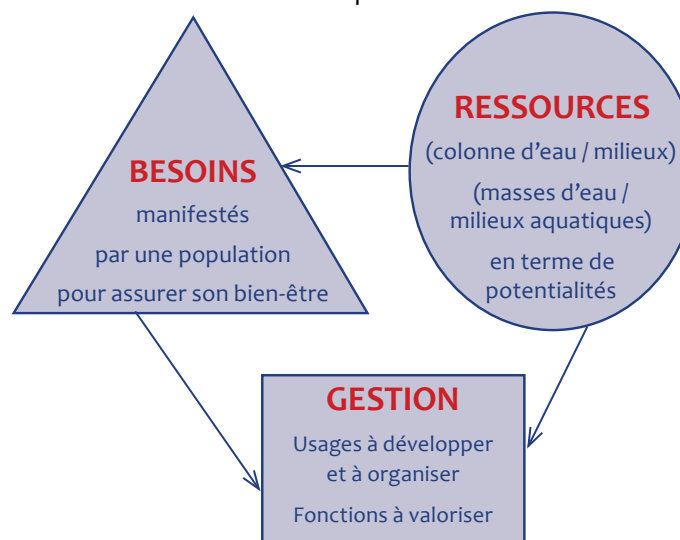 BESOINS
manifestés
par une population
pour assurer son bien-être
RESSOURCES
(colonne d'eau / milieux)
(masses d'eau /
milieux aquatiques)
en terme de
potentialités
GESTION
Usages à développer
et à organiser
Fonctions à valoriser